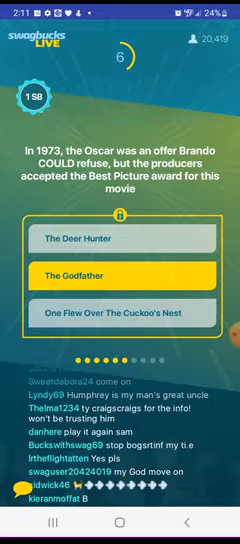 2:11
24%
swagbucks
LIVE
6
20,419
1 SB
In 1973, the Oscar was an offer Brando
COULD refuse, but the producers
accepted the Best Picture award for this
movie
The Deer Hunter
The Godfather
One Flew Over The Cuckoo's Nest
Sweetdebora24 come on
Lyndy69 Humphrey is my man's great uncle
Thelma1234 ty craigscraigs for the info!
won't be trusting him
danhere play it again sam
Buckswithswag69 stop bogsrtinf my ti.e
lrtheflightatten Yes pls
swaguser20420419 my God move on
idwick46
kieranmoffat B